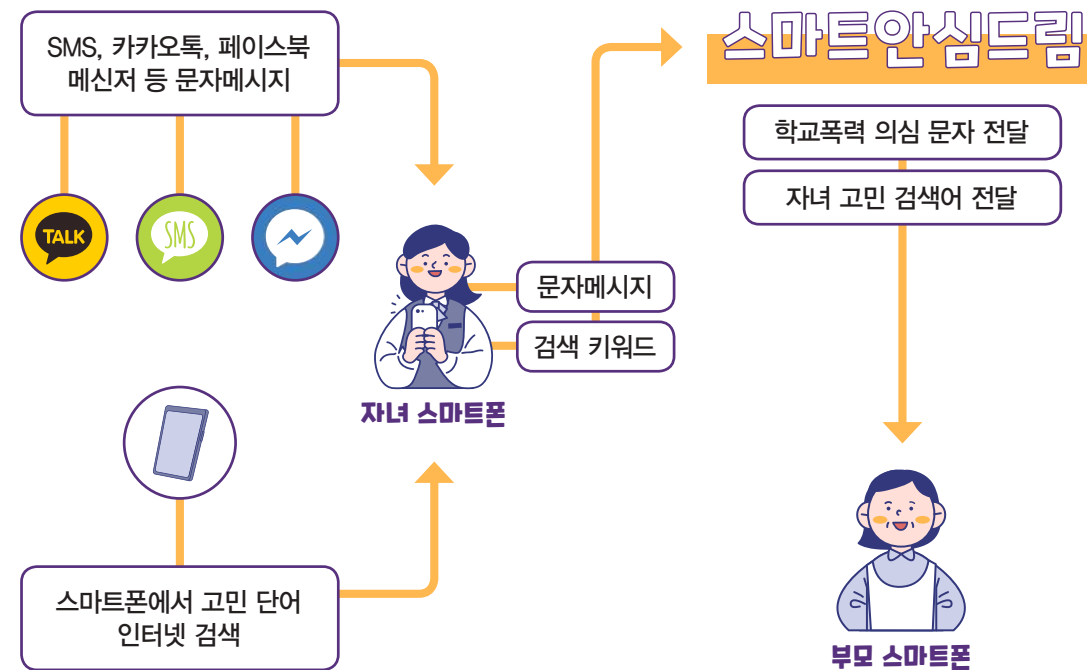 SMS, 카카오톡, 페이스북
메신저 등 문자메시지
TALK
SMS
스마트폰에서 고민 단어
인터넷 검색
자녀 스마트폰
문자메시지
검색 키워드
스마트안심드림
학교폭력 의심 문자 전달
자녀 고민 검색어 전달
부모 스마트폰